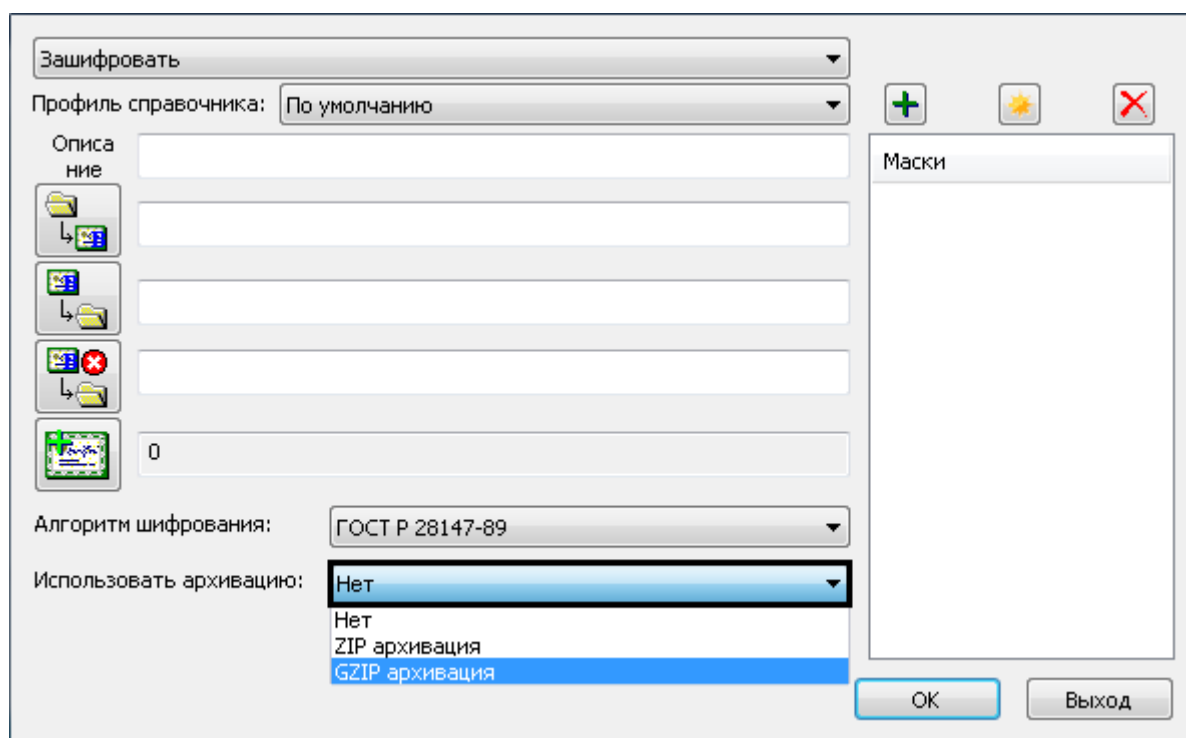 Зашифровать
Профиль справочника: По умолчанию
Описа
ние
Маски
0
Алгоритм шифрования: ГОСТ Р 28147-89
Использовать архивацию: Нет
Нет
ZIP архивация
GZIP архивация
OK Выход